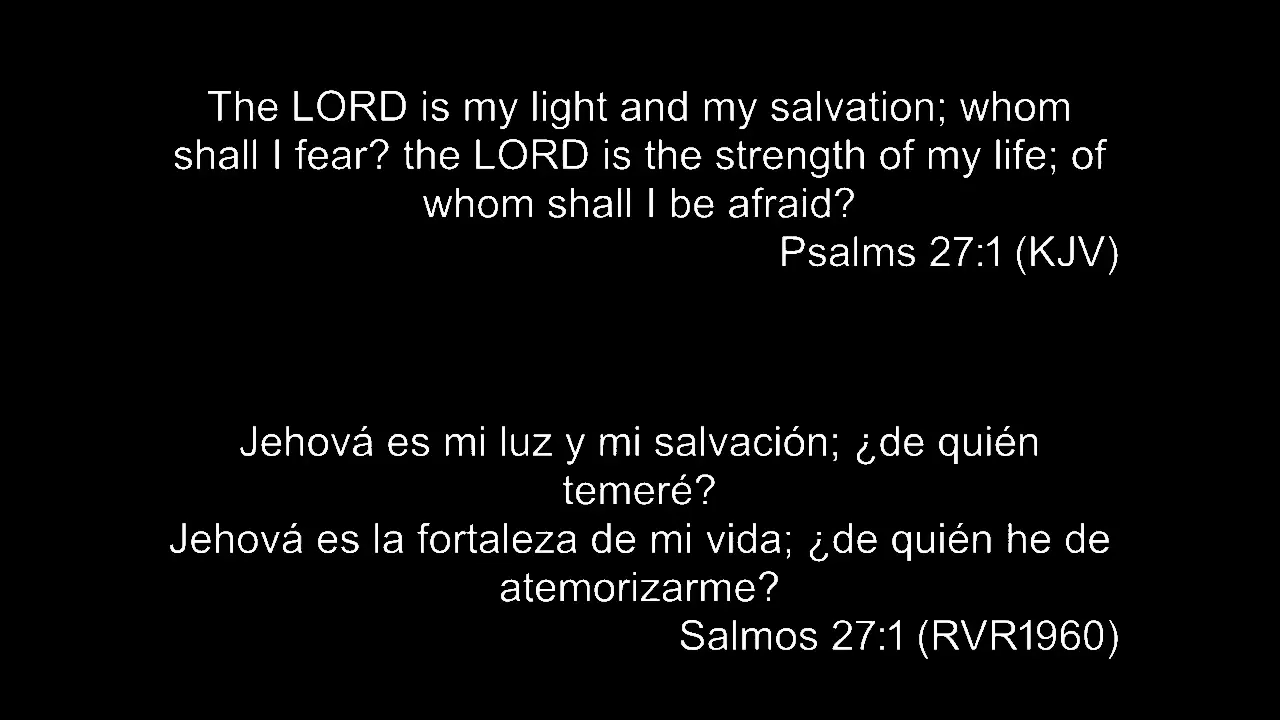 The LORD is my light and my salvation; whom
shall I fear? the LORD is the strength of my life; of
whom shall I be afraid?
Psalms 27:1 (KJV)
Jehová es mi luz y mi salvación; ¿de quién
temeré?
Jehová es la fortaleza de mi vida; ¿de quién he de
atemorizarme?
Salmos 27:1 (RVR1960)